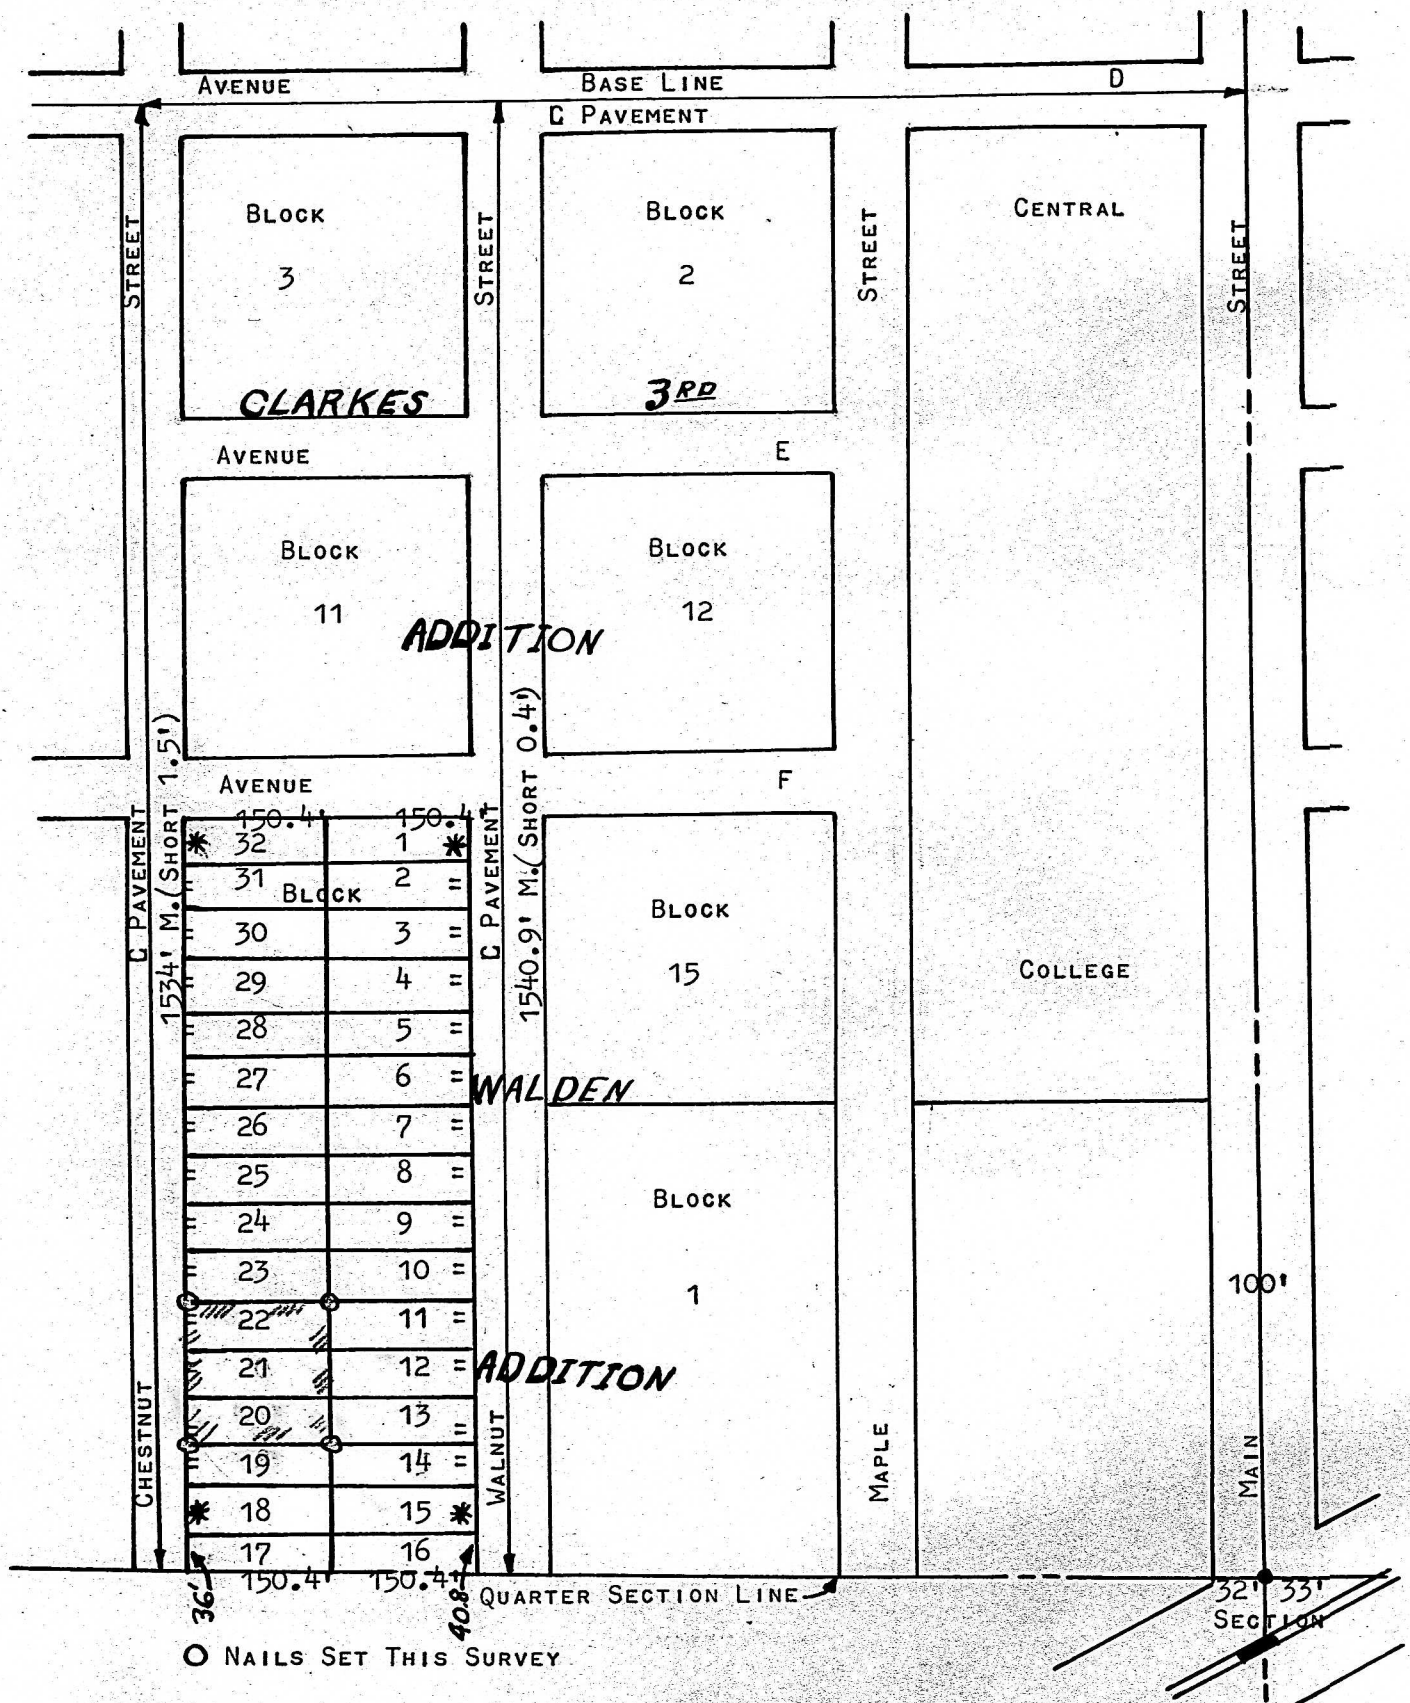 AVENUE BASE LINE D
C PAVEMENT
BLOCK
3
BLOCK
2
CENTRAL
STREET
STREET
STREET
STREET
CLARKES 3RD
AVENUE E
BLOCK
11
BLOCK
12
ADDITION
AVENUE F
C PAVEMENT
1534' M.(SHORT 1.5')
C PAVEMENT
1540.9' M.(SHORT 0.4')
150.4' 150.4'
* 32 1 *
" 31 2 "
BLOCK
" 30 3 "
" 29 4 "
" 28 5 "
" 27 6 "
" 26 7 "
" 25 8 "
" 24 9 "
" 23 10 "
22 11 "
21 12 "
20 13 "
" 19 14 "
* 18 15 *
17 16
150.4' 150.4'
36'
40.8
BLOCK
15
COLLEGE
WALDEN
BLOCK
1
ADDITION
100'
CHESTNUT
WALNUT
MAPLE
MAIN
QUARTER SECTION LINE
32' 33'
SECTION
O NAILS SET THIS SURVEY